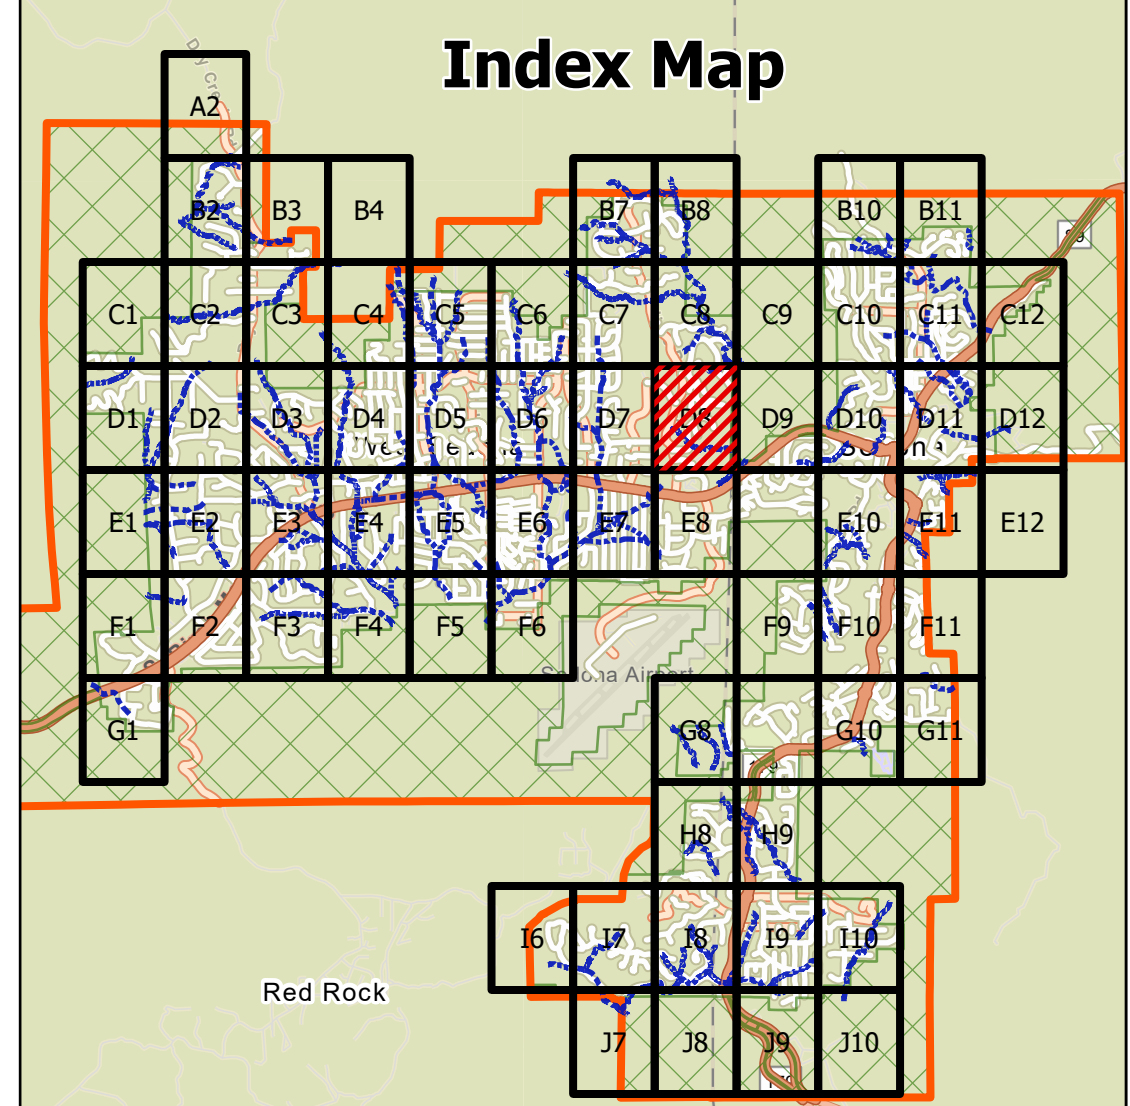 Index Map
A2
B2 B3 B4 B7 B8 B10 B11
89
C1 C2 C3 C4 C5 C6 C7 C8 C9 C10 C11 C12
D1 D2 D3 D4 D5 D6 D7 D8 D9 D10 D11 D12
E1 E2 E3 E4 E5 E6 E7 E8 E10 E11 E12
F1 F2 F3 F4 F5 F6 F9 F10 F11
Sedona Airport
G1 G8 G10 G11
H8 H9
I6 I7 I8 I9 I10
Red Rock
J7 J8 J9 J10